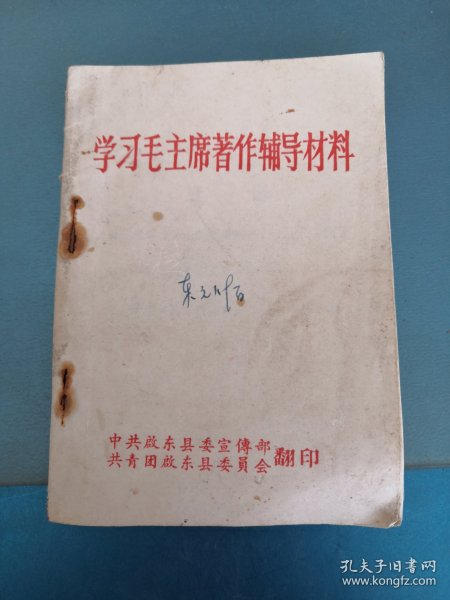 学习毛主席著作辅导材料
中共啟东县委宣傳部
共青团啟东县委員会翻印
孔夫子旧书网
www.kongfz.com